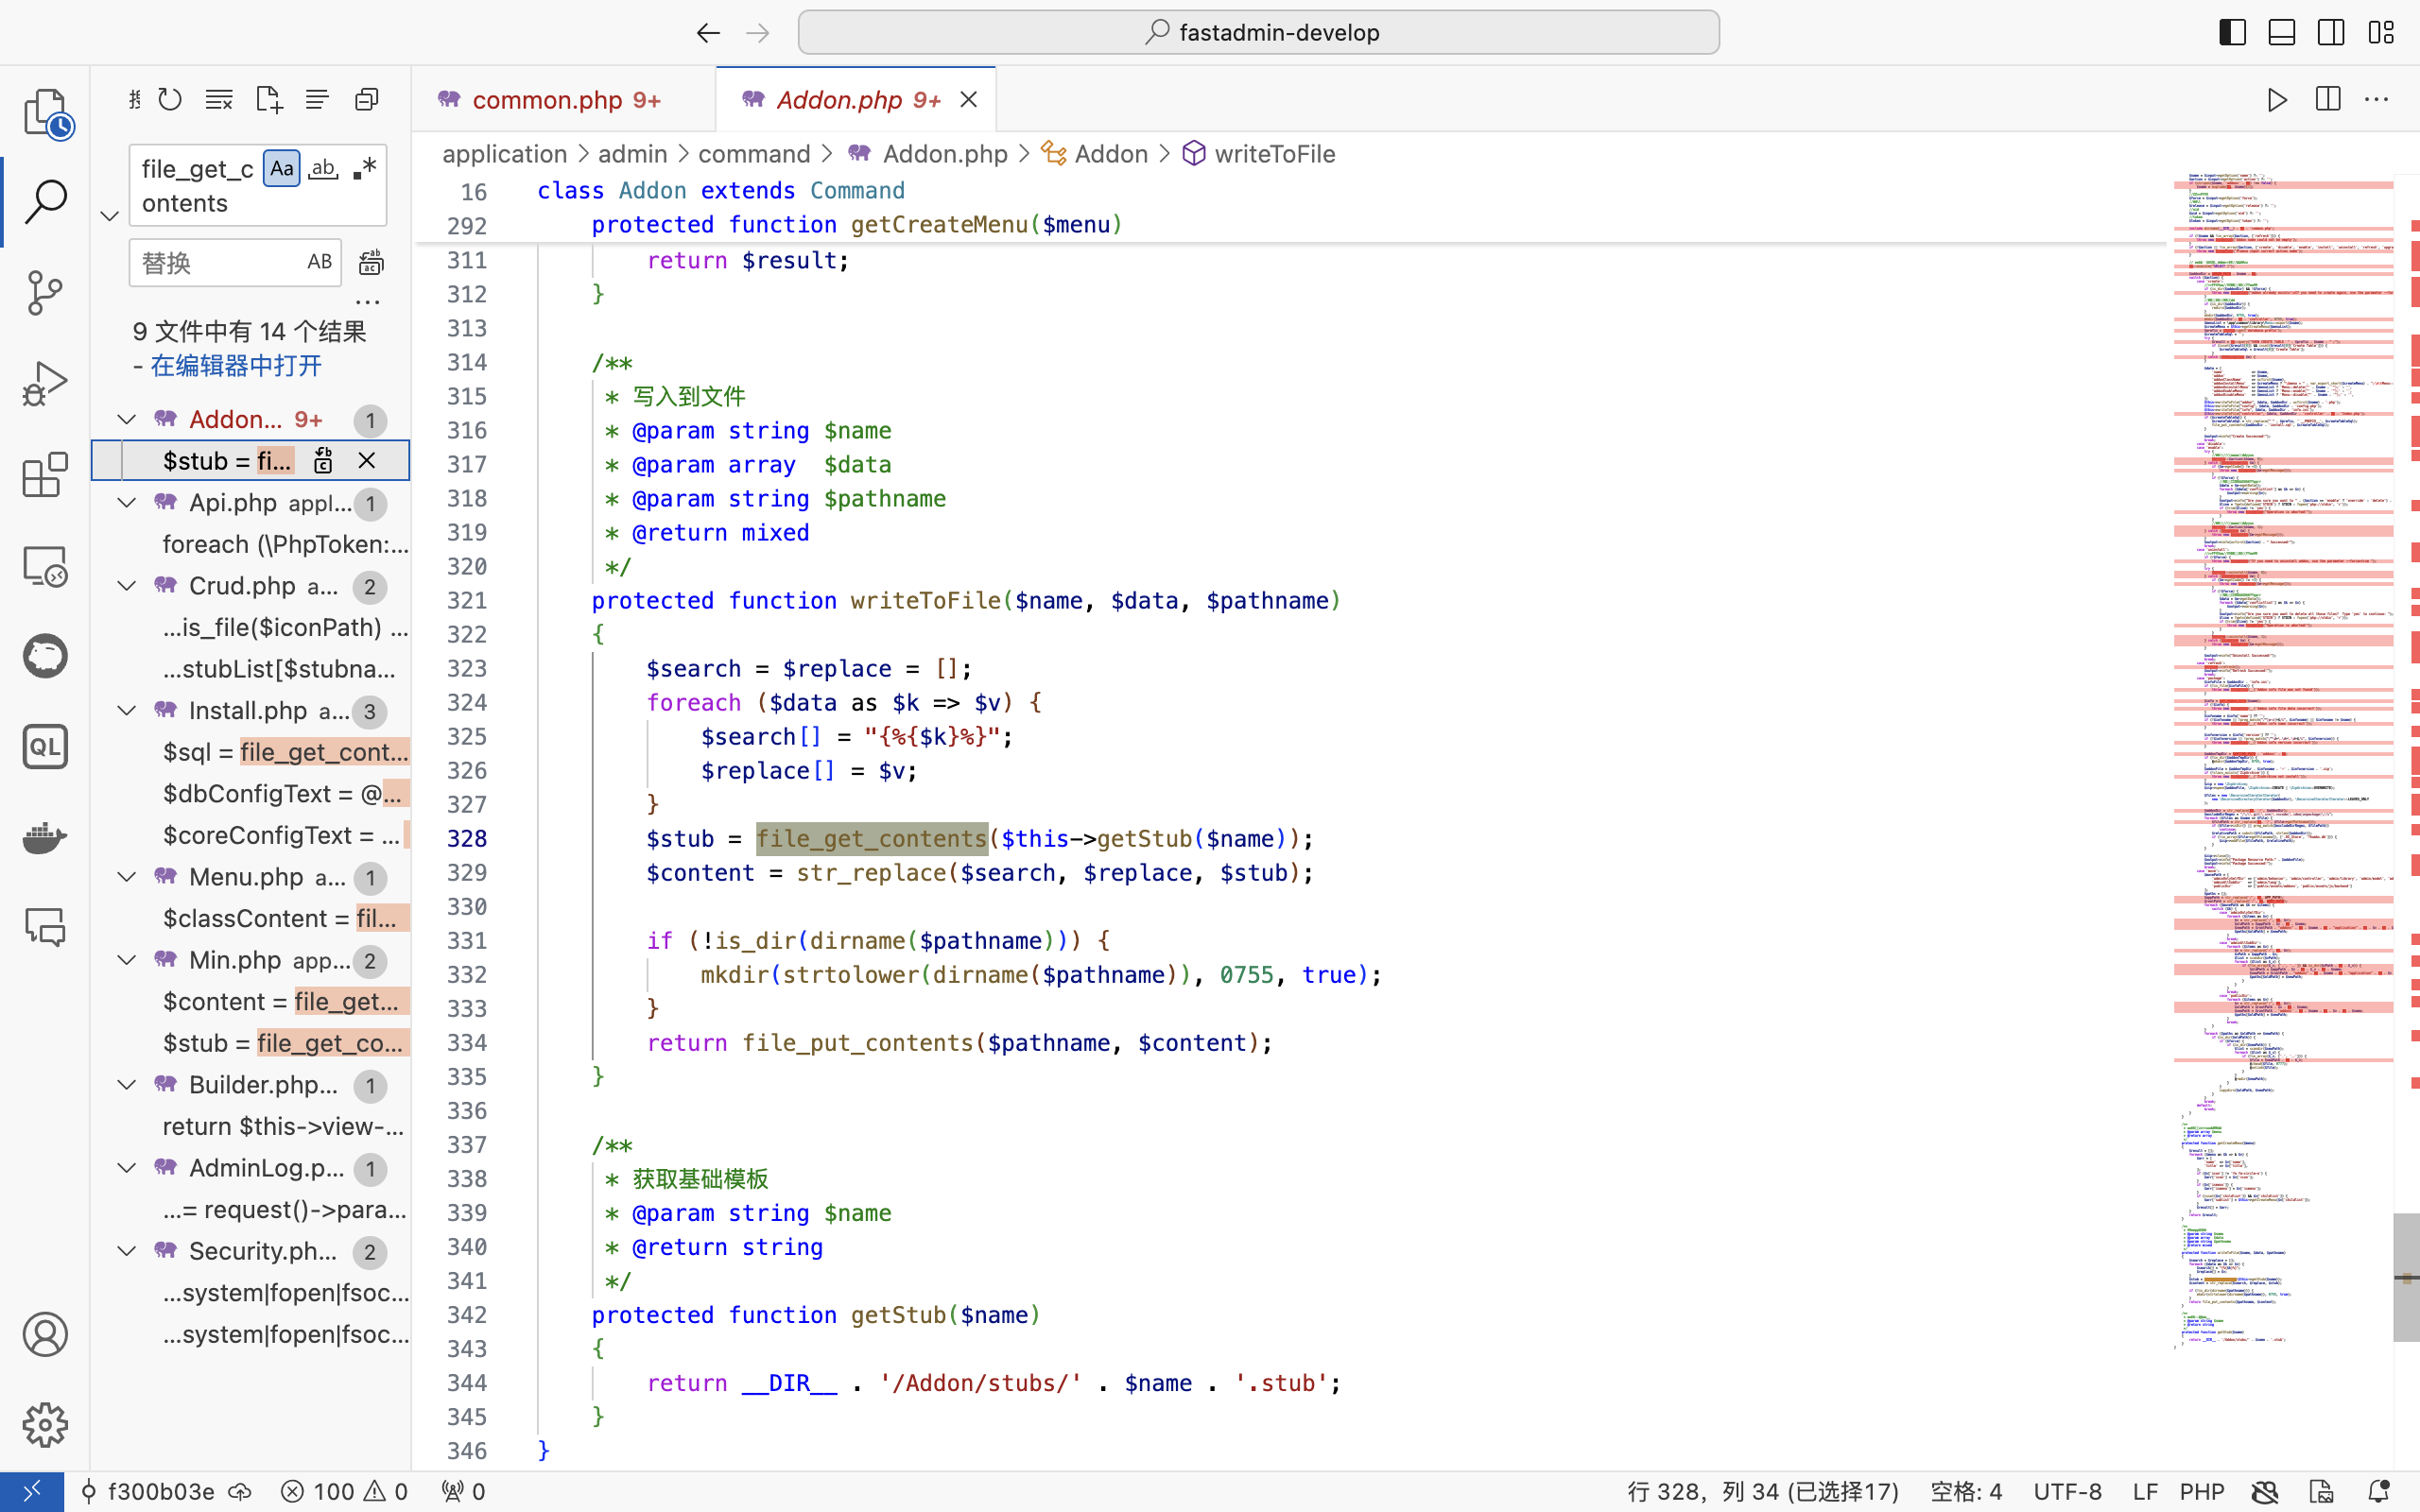 fastadmin-develop
file_get_c
ontents
Aa
ab
替换
AB
9 文件中有 14 个结果
- 在编辑器中打开
Addon... 9+ 1
$stub = fi...
Api.php appl... 1
foreach (\PhpToken:...
Crud.php a... 2
...is_file($iconPath) ...
...stubList[$stubna...
Install.php a... 3
$sql = file_get_cont...
$dbConfigText = @...
$coreConfigText = ...
Menu.php a... 1
$classContent = fil...
Min.php app... 2
$content = file_get...
$stub = file_get_co...
Builder.php... 1
return $this->view-...
AdminLog.p... 1
...= request()->para...
Security.ph... 2
...system|fopen|fsoc...
...system|fopen|fsoc...
QL
common.php 9+
Addon.php 9+
application > admin > command > Addon.php > Addon > writeToFile
16 class Addon extends Command
292 protected function getCreateMenu($menu)
311 return $result;
312 }
313
314 /**
315 * 写入到文件
316 * @param string $name
317 * @param array  $data
318 * @param string $pathname
319 * @return mixed
320 */
321 protected function writeToFile($name, $data, $pathname)
322 {
323 $search = $replace = [];
324 foreach ($data as $k => $v) {
325 $search[] = "{%{$k}%}";
326 $replace[] = $v;
327 }
328 $stub = file_get_contents($this->getStub($name));
329 $content = str_replace($search, $replace, $stub);
330
331 if (!is_dir(dirname($pathname))) {
332 mkdir(strtolower(dirname($pathname)), 0755, true);
333 }
334 return file_put_contents($pathname, $content);
335 }
336
337 /**
338 * 获取基础模板
339 * @param string $name
340 * @return string
341 */
342 protected function getStub($name)
343 {
344 return __DIR__ . '/Addon/stubs/' . $name . '.stub';
345 }
346 }
f300b03e 100 0 0
行 328，列 34 (已选择17) 空格: 4 UTF-8 LF PHP